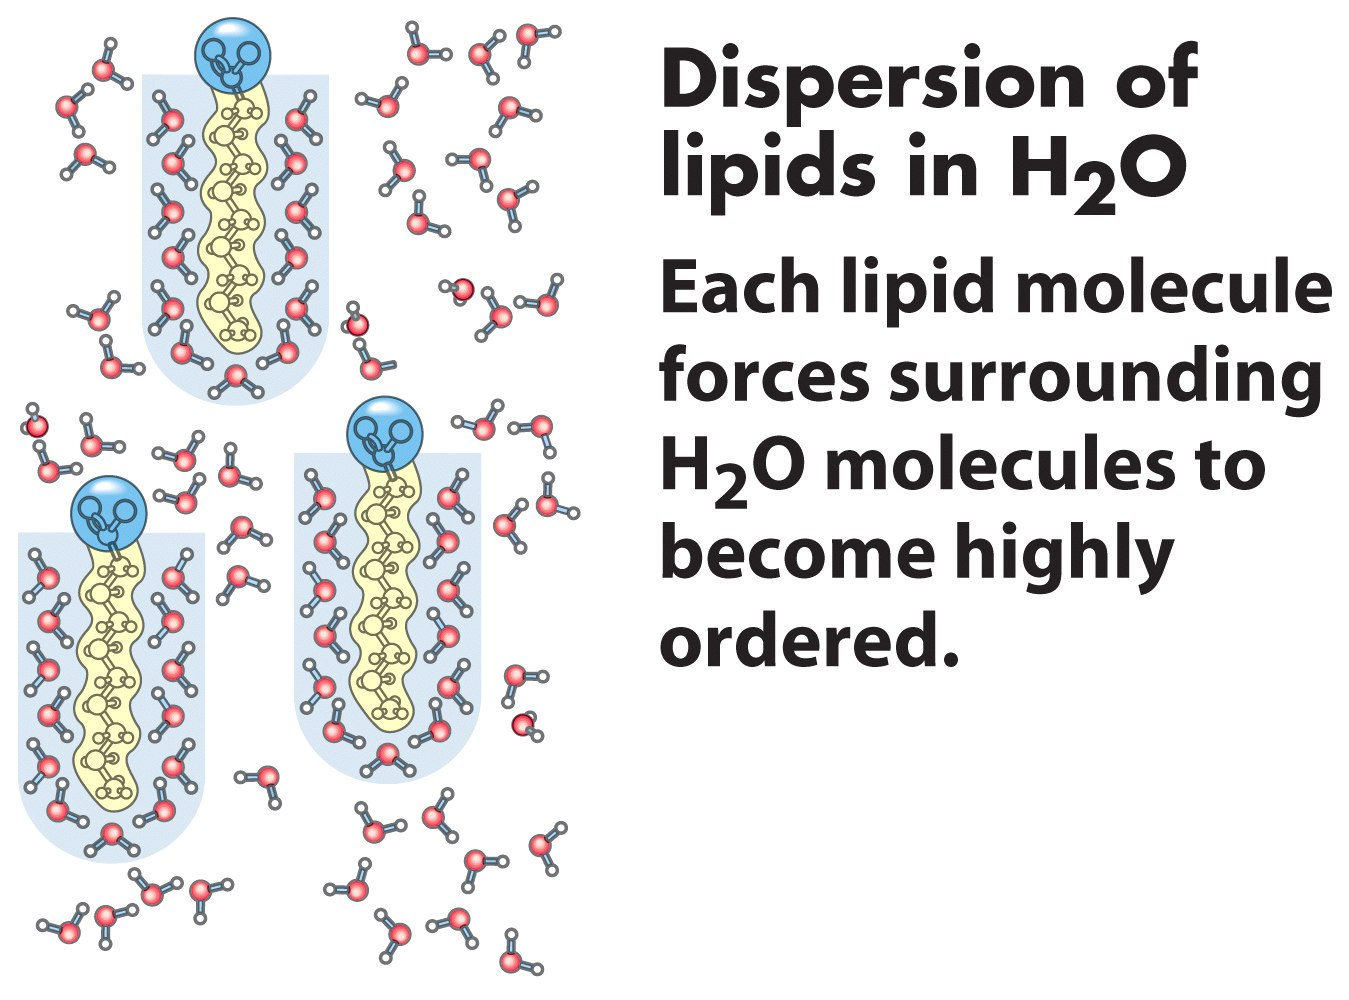 Dispersion of
lipids in H₂O
Each lipid molecule
forces surrounding
H₂O molecules to
become highly
ordered.